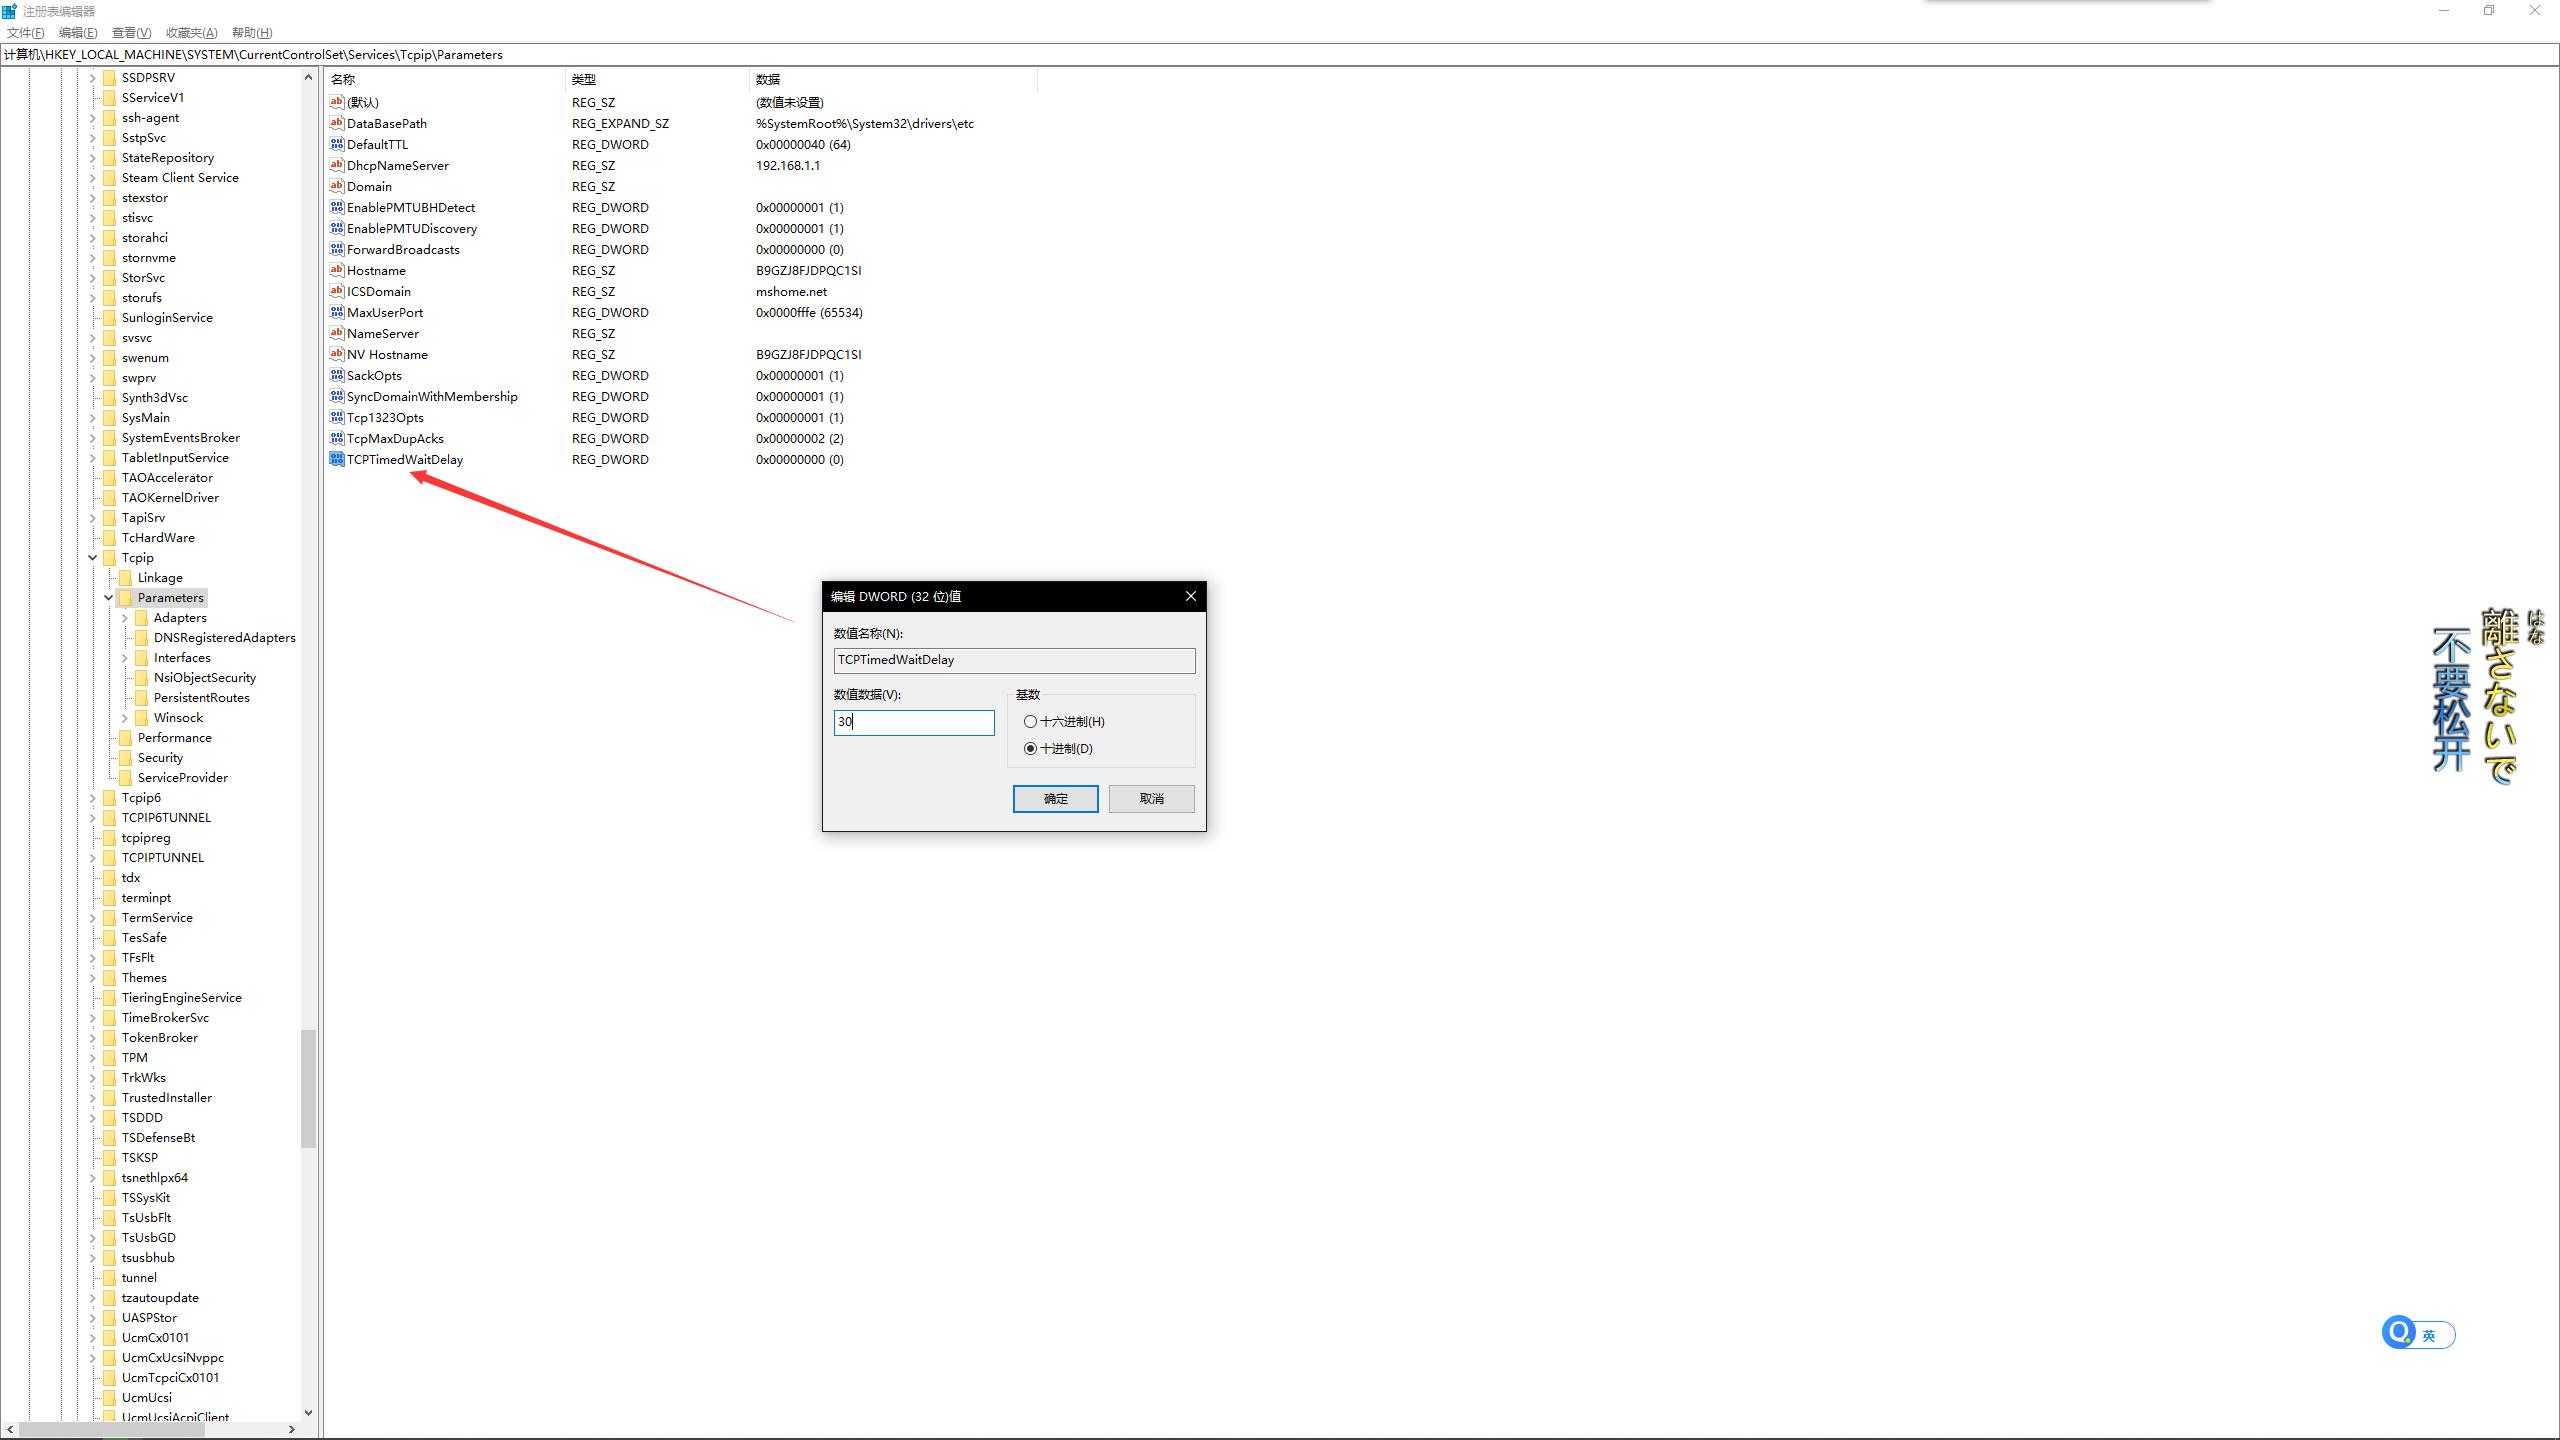 注册表编辑器
文件(F) 编辑(E) 查看(V) 收藏夹(A) 帮助(H)
计算机\HKEY_LOCAL_MACHINE\SYSTEM\CurrentControlSet\Services\Tcpip\Parameters
SSDPSRV
SServiceV1
ssh-agent
SstpSvc
StateRepository
Steam Client Service
stexstor
stisvc
storahci
stornvme
StorSvc
storufs
SunloginService
svsvc
swenum
swprv
Synth3dVsc
SysMain
SystemEventsBroker
TabletInputService
TAOAccelerator
TAOKernelDriver
TapiSrv
TcHardWare
Tcpip
Linkage
Parameters
Adapters
DNSRegisteredAdapters
Interfaces
NsiObjectSecurity
PersistentRoutes
Winsock
Performance
Security
ServiceProvider
Tcpip6
TCPIP6TUNNEL
tcpipreg
TCPIPTUNNEL
tdx
terminpt
TermService
TesSafe
TFsFlt
Themes
TieringEngineService
TimeBrokerSvc
TokenBroker
TPM
TrkWks
TrustedInstaller
TSDDD
TSDefenseBt
TSKSP
tsnethlpx64
TSSysKit
TsUsbFlt
TsUsbGD
tsusbhub
tunnel
tzautoupdate
UASPStor
UcmCx0101
UcmCxUcsiNvppc
UcmTcpciCx0101
UcmUcsi
UcmUcsiAcpiClient
名称 类型 数据
(默认) REG_SZ (数值未设置)
DataBasePath REG_EXPAND_SZ %SystemRoot%\System32\drivers\etc
DefaultTTL REG_DWORD 0x00000040 (64)
DhcpNameServer REG_SZ 192.168.1.1
Domain REG_SZ
EnablePMTUBHDetect REG_DWORD 0x00000001 (1)
EnablePMTUDiscovery REG_DWORD 0x00000001 (1)
ForwardBroadcasts REG_DWORD 0x00000000 (0)
Hostname REG_SZ B9GZJ8FJDPQC1SI
ICSDomain REG_SZ mshome.net
MaxUserPort REG_DWORD 0x0000fffe (65534)
NameServer REG_SZ
NV Hostname REG_SZ B9GZJ8FJDPQC1SI
SackOpts REG_DWORD 0x00000001 (1)
SyncDomainWithMembership REG_DWORD 0x00000001 (1)
Tcp1323Opts REG_DWORD 0x00000001 (1)
TcpMaxDupAcks REG_DWORD 0x00000002 (2)
TCPTimedWaitDelay REG_DWORD 0x00000000 (0)
编辑 DWORD (32 位)值
数值名称(N):
TCPTimedWaitDelay
数值数据(V):
30
基数
十六进制(H)
十进制(D)
确定 取消
はな
離さないで
不要松开
英